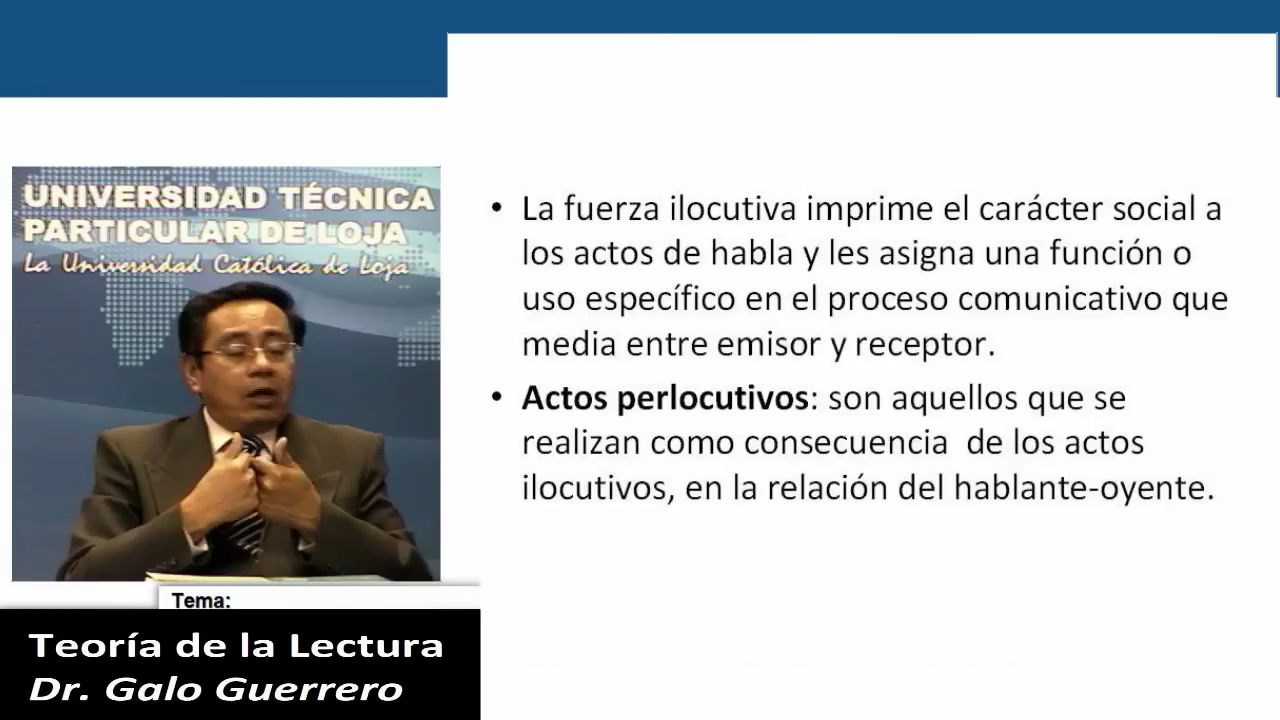 UNIVERSIDAD TÉCNICA
PARTICULAR DE LOJA
La Universidad Católica de Loja
• La fuerza ilocutiva imprime el carácter social a
los actos de habla y les asigna una función o
uso específico en el proceso comunicativo que
media entre emisor y receptor.
• Actos perlocutivos: son aquellos que se
realizan como consecuencia de los actos
ilocutivos, en la relación del hablante-oyente.
Tema:
Teoría de la Lectura
Dr. Galo Guerrero